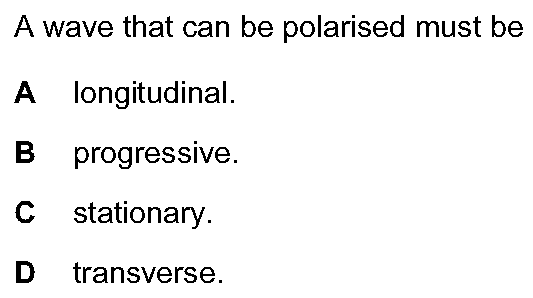 A wave that can be polarised must be
A longitudinal.
B progressive.
C stationary.
D transverse.